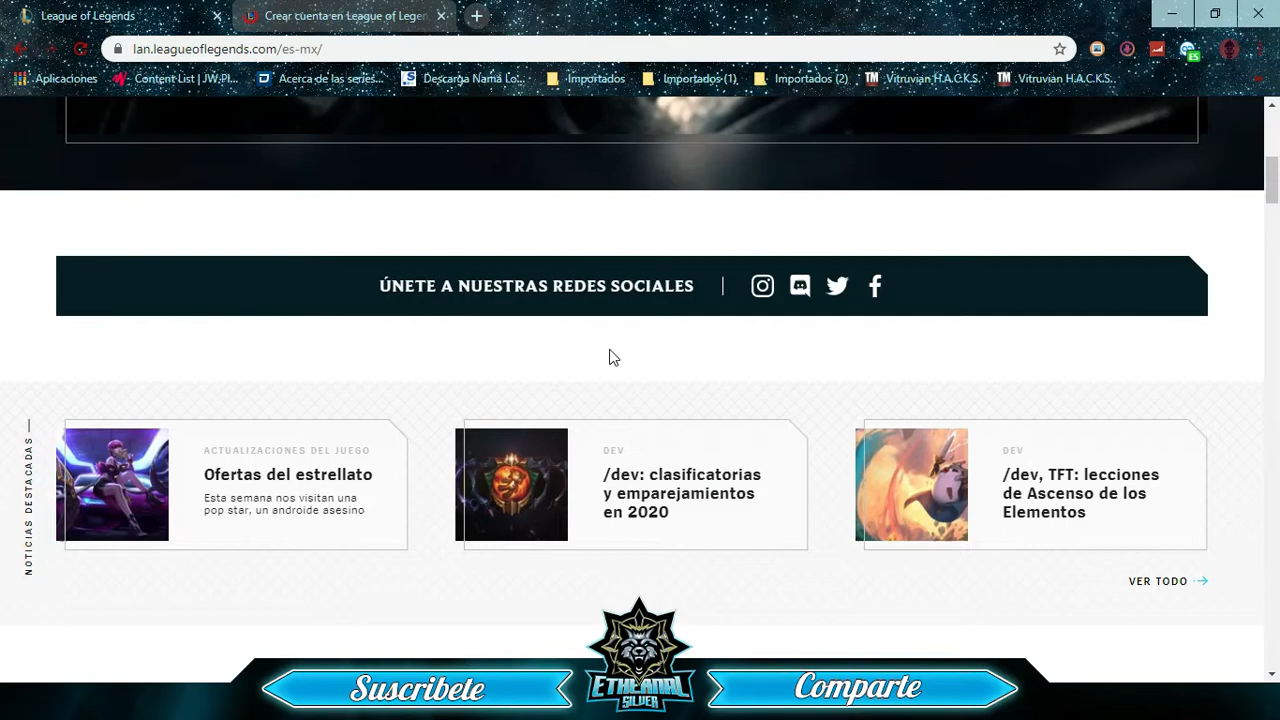 League of Legends
Crear cuenta en League of Legen
lan.leagueoflegends.com/es-mx/
Aplicaciones
Content List | JW Pl...
Acerca de las series...
Descarga Nama Lo...
Importados
Importados (1)
Importados (2)
TM Vitruvian H.A.C.K.S.
TM Vitruvian H.A.C.K.S.
ÚNETE A NUESTRAS REDES SOCIALES
NOTICIAS DESTACADAS
ACTUALIZACIONES DEL JUEGO
Ofertas del estrellato
Esta semana nos visitan una
pop star, un androide asesino
DEV
/dev: clasificatorias
y emparejamientos
en 2020
DEV
/dev, TFT: lecciones
de Ascenso de los
Elementos
VER TODO
Suscribete
ETHERNAL
SILVER
Comparte